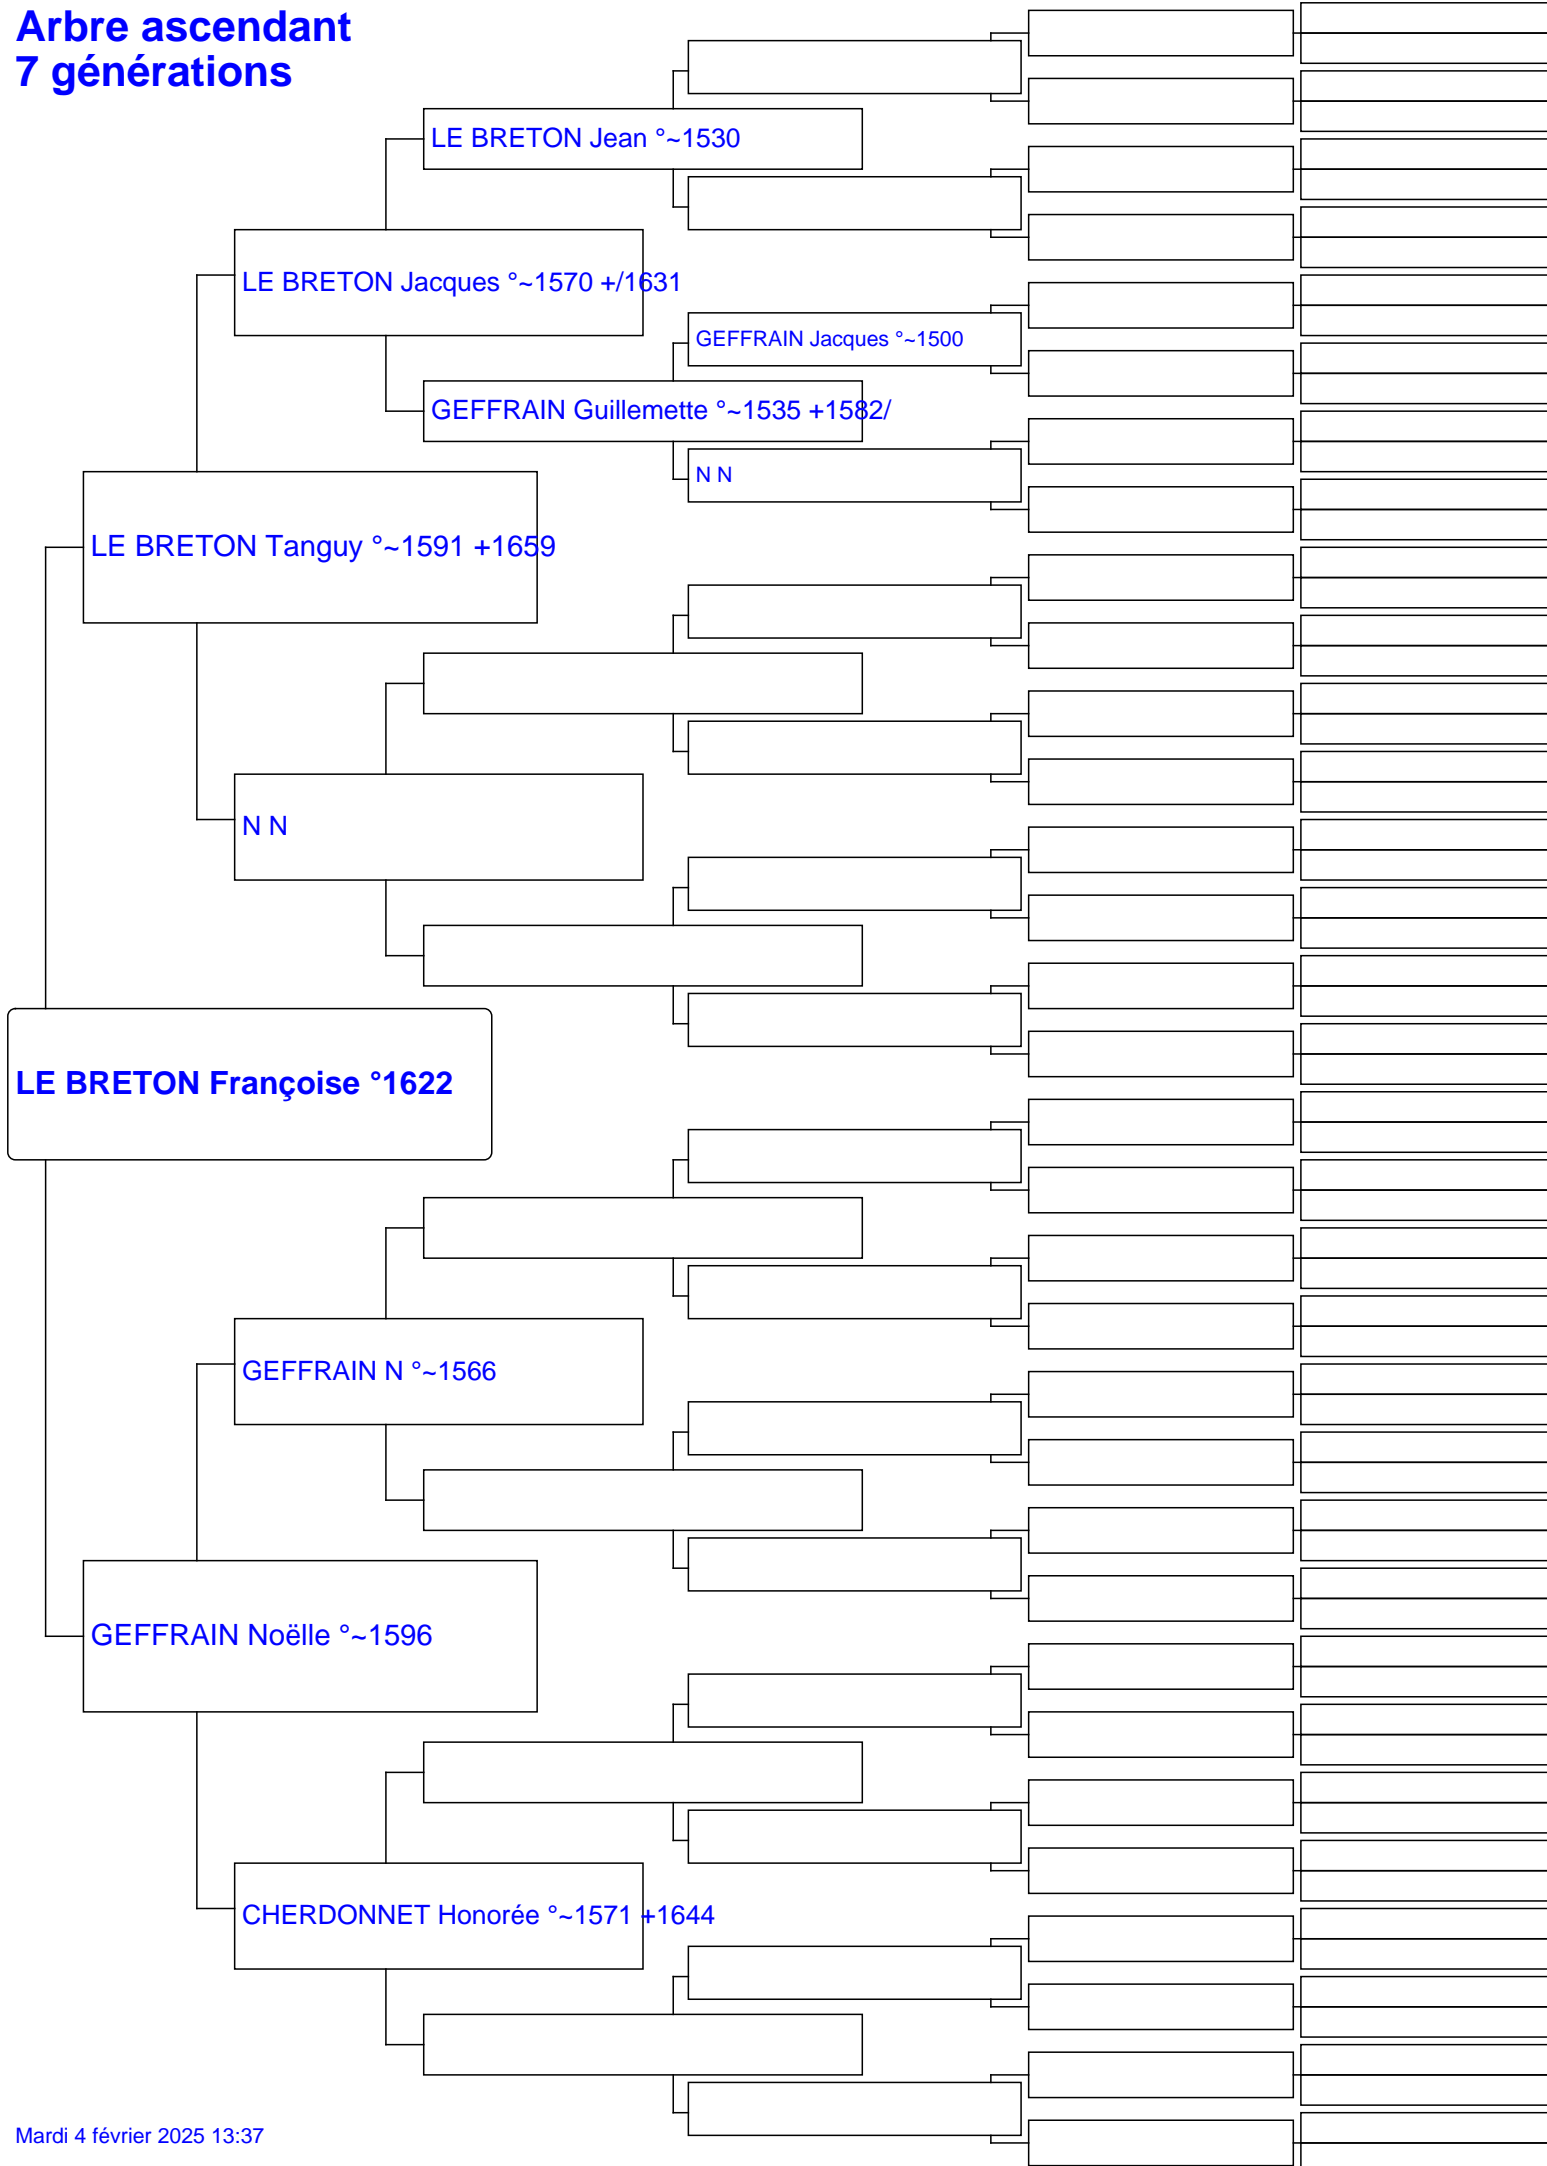 Arbre ascendant
7 générations
LE BRETON Jean °~1530
LE BRETON Jacques °~1570 +/1631
GEFFRAIN Jacques °~1500
GEFFRAIN Guillemette °~1535 +1582/
N N
LE BRETON Tanguy °~1591 +1659
N N
LE BRETON Françoise °1622
GEFFRAIN N °~1566
GEFFRAIN Noëlle °~1596
CHERDONNET Honorée °~1571 +1644
Mardi 4 février 2025 13:37